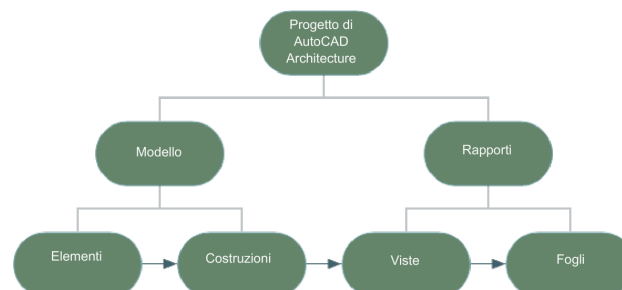 Progetto di
AutoCAD
Architecture
Modello
Rapporti
Elementi
Costruzioni
Viste
Fogli